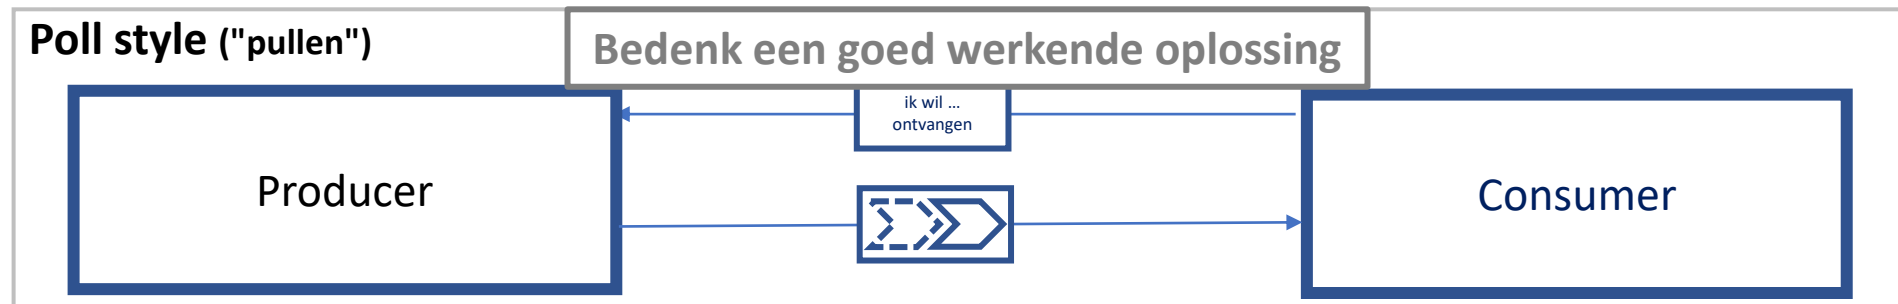 Poll style ("pullen")
Bedenk een goed werkende oplossing
ik wil ...
ontvangen
Producer
Consumer